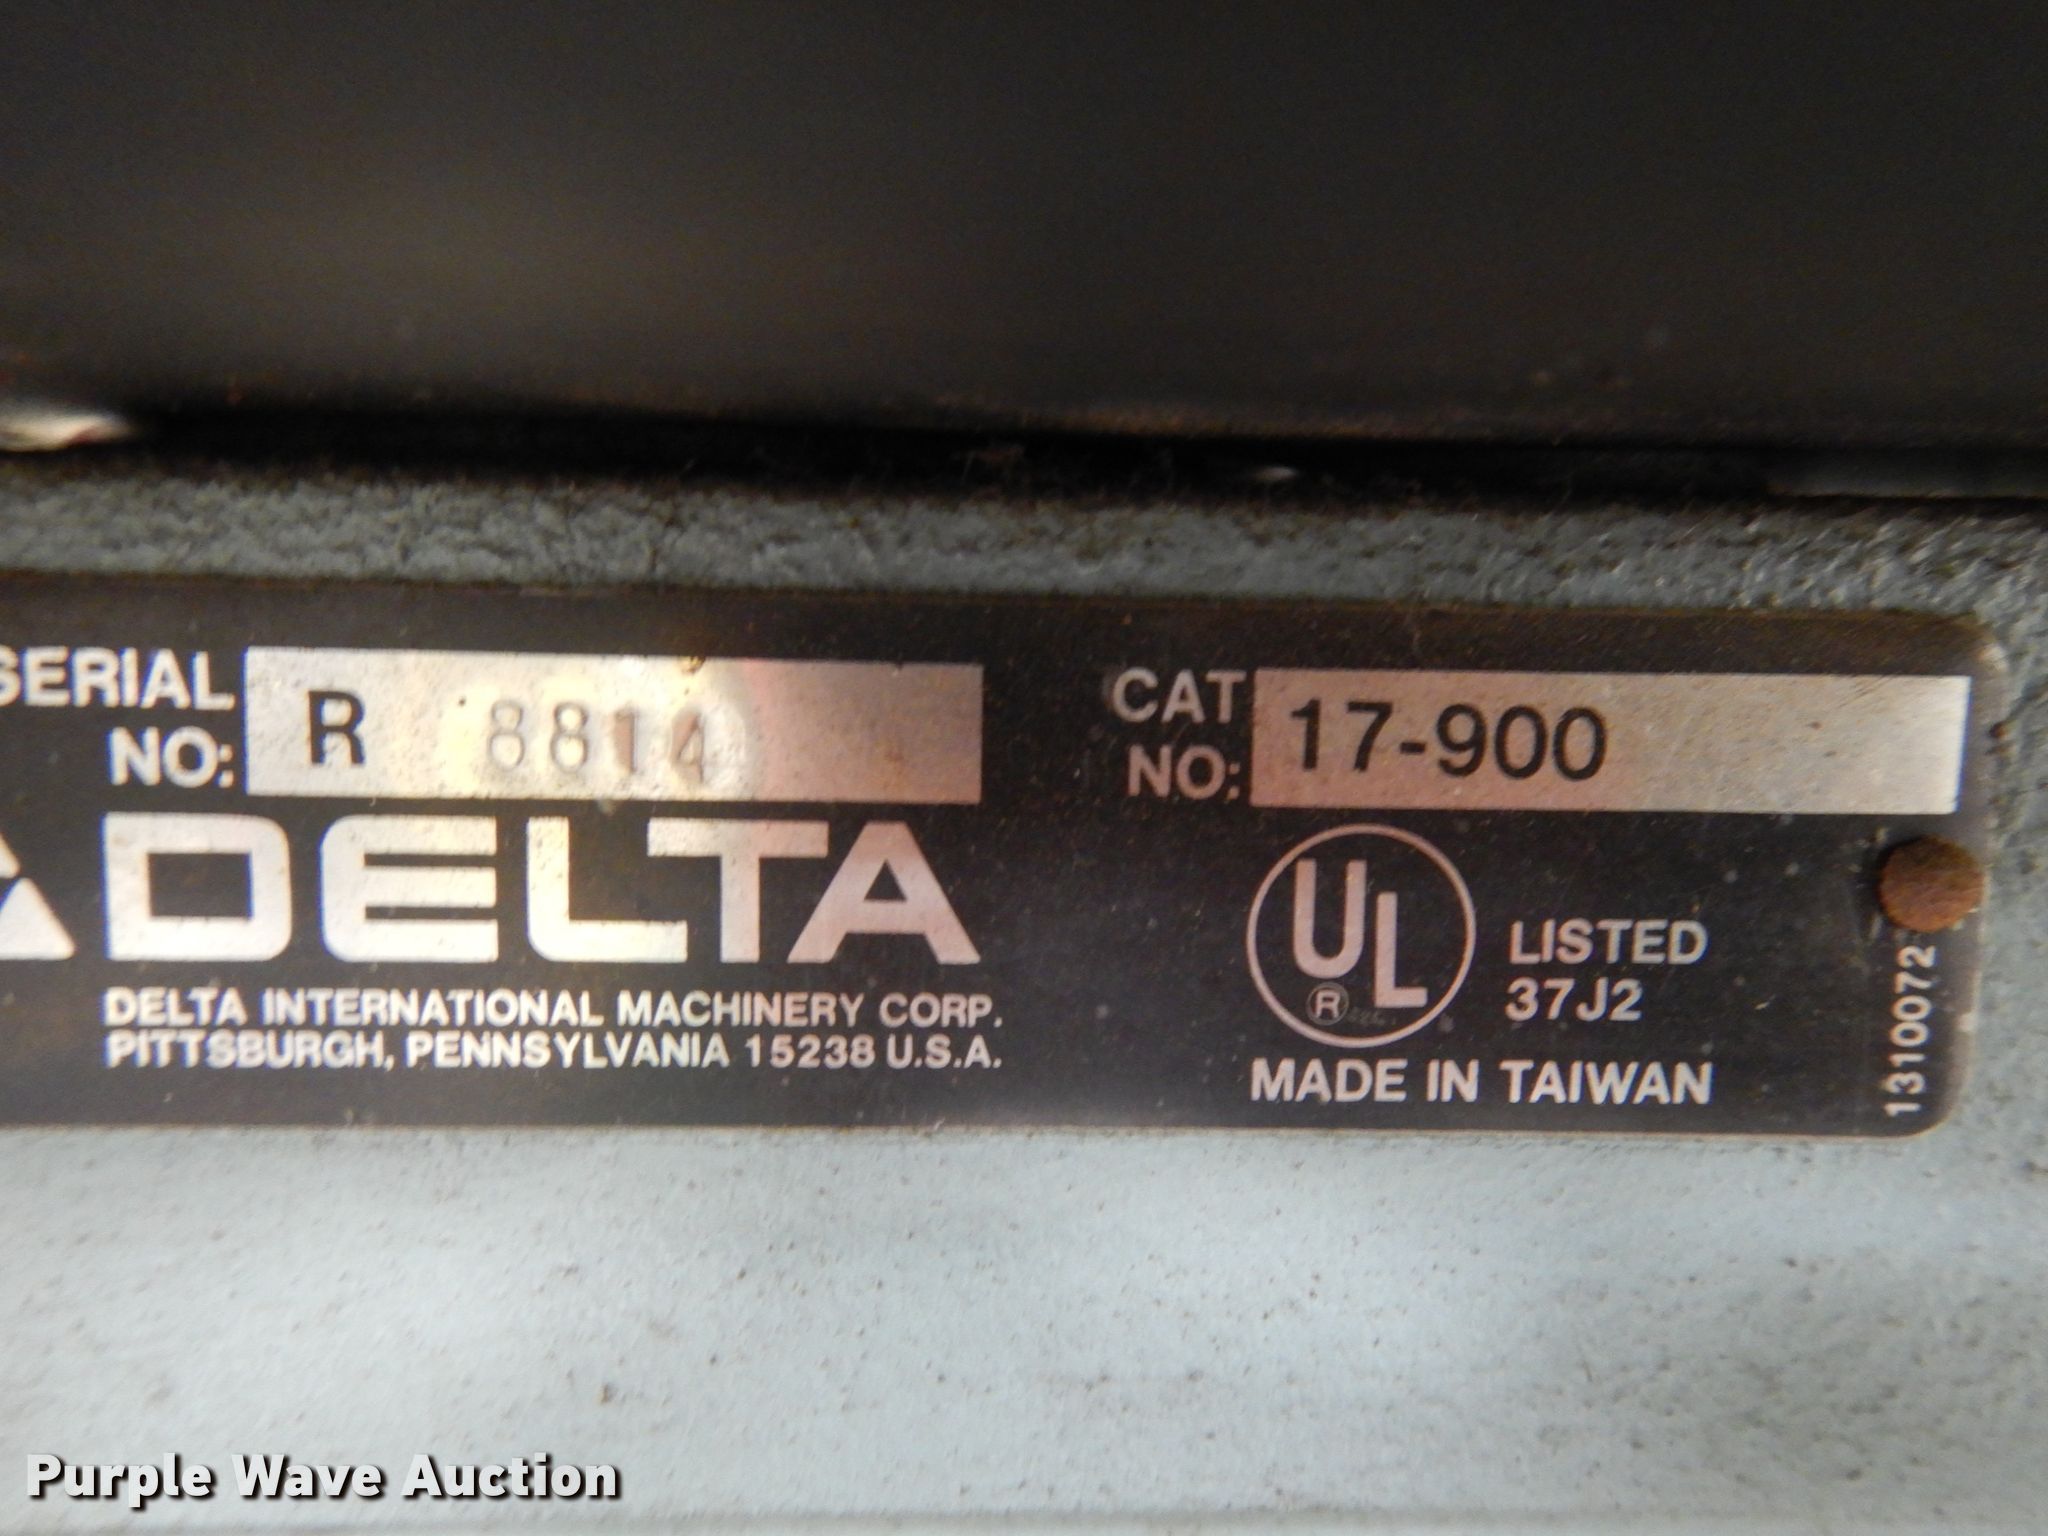 SERIAL
NO: R 8814
CAT
NO: 17-900
DELTA
DELTA INTERNATIONAL MACHINERY CORP.
PITTSBURGH, PENNSYLVANIA 15238 U.S.A.
UL
®
LISTED
37J2
MADE IN TAIWAN
1310072
Purple Wave Auction